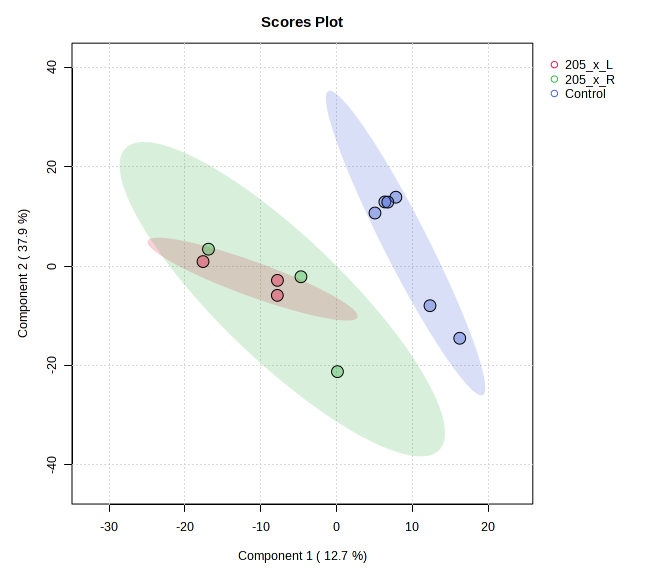 Scores Plot
205_x_L
205_x_R
Control
40
20
0
-20
-40
Component 2 ( 37.9 %)
-30
-20
-10
0
10
20
Component 1 ( 12.7 %)